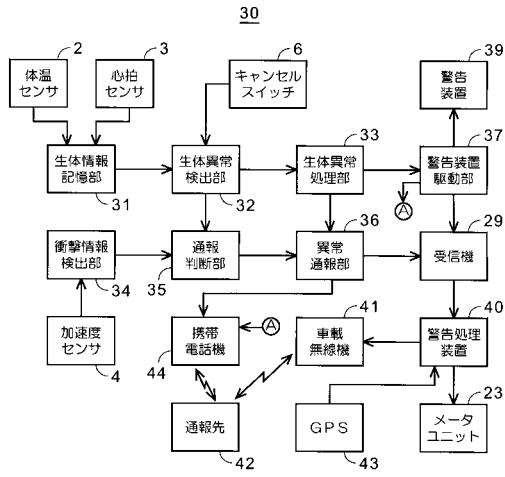 30
2
体温
センサ
3
心拍
センサ
6
キャンセル
スイッチ
39
警告
装置
生体情報
記憶部
31
生体異常
検出部
32
33
生体異常
処理部
37
警告装置
駆動部
A
衝撃情報
検出部
34
通報
判断部
35
36
異常
通報部
29
受信機
加速度
センサ
4
携帯
電話機
44
A
41
車載
無線機
40
警告処理
装置
通報先
42
GPS
43
23
メータ
ユニット